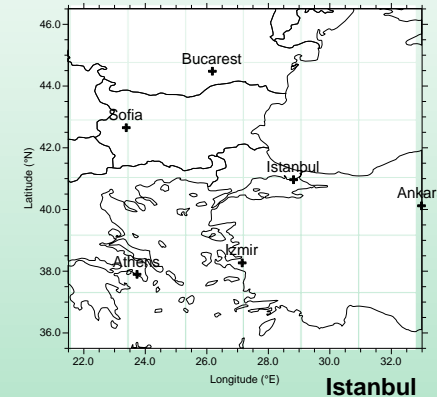 46.0
Bucarest
44.0
Sofia
42.0
Istanbul
Ankar
40.0
Izmir
Athens
38.0
36.0
Latitude (°N)
22.0 24.0 26.0 28.0 30.0 32.0
Longitude (°E)
Istanbul